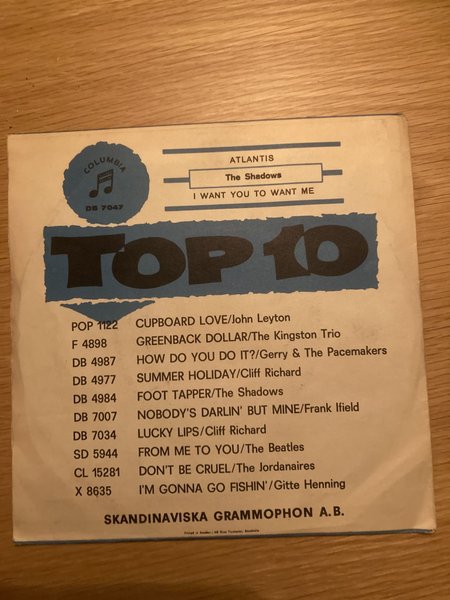 COLUMBIA
DB 7047
ATLANTIS
The Shadows
I WANT YOU TO WANT ME
TOP 10
POP 1122 CUPBOARD LOVE/John Leyton
F 4898 GREENBACK DOLLAR/The Kingston Trio
DB 4987 HOW DO YOU DO IT?/Gerry & The Pacemakers
DB 4977 SUMMER HOLIDAY/Cliff Richard
DB 4984 FOOT TAPPER/The Shadows
DB 7007 NOBODY'S DARLIN' BUT MINE/Frank Ifield
DB 7034 LUCKY LIPS/Cliff Richard
SD 5944 FROM ME TO YOU/The Beatles
CL 15281 DON'T BE CRUEL/The Jordanaires
X 8635 I'M GONNA GO FISHIN'/Gitte Henning
SKANDINAVISKA GRAMMOPHON A.B.
Printed in Sweden